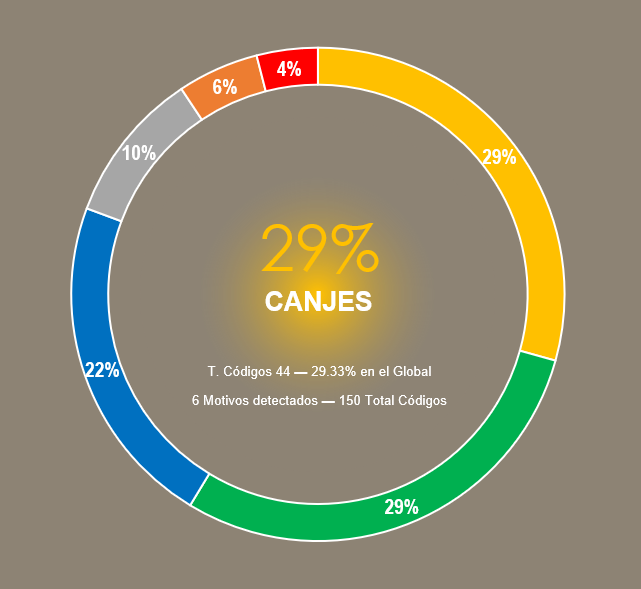 4%
6%
29%
10%
29%
CANJES
22%
T. Códigos 44 — 29.33% en el Global
6 Motivos detectados — 150 Total Códigos
29%